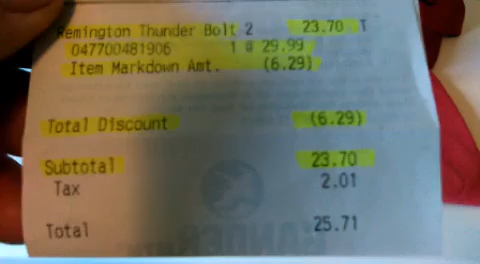 Remington Thunder Bolt 2 23.70 T
047700481906 1 @ 29.99
Item Markdown Amt. (6.29)
Total Discount (6.29)
Subtotal 23.70
Tax 2.01
Total 25.71